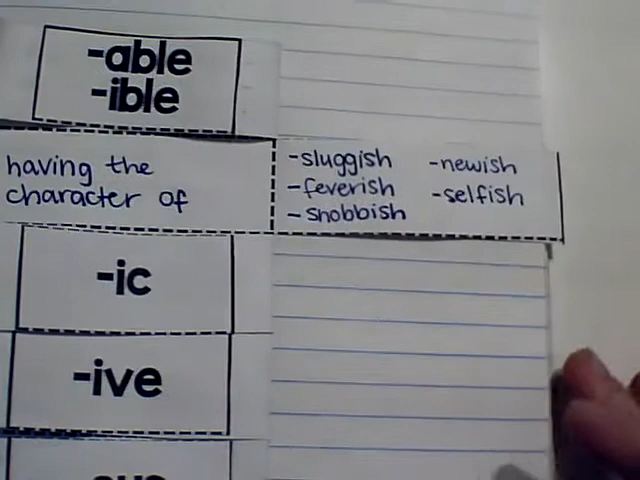 -able
-ible
having the
character of
-sluggish
-feverish
-snobbish
-newish
-selfish
-ic
-ive